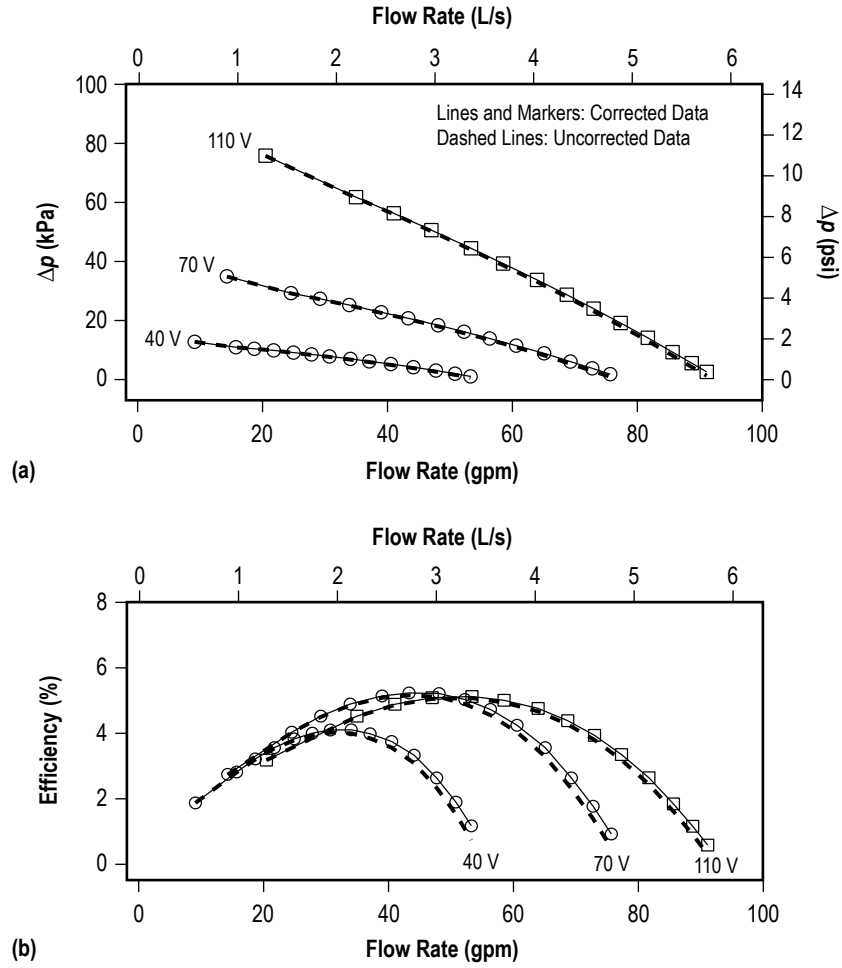 Flow Rate (L/s)
0 1 2 3 4 5 6
100
80
60
40
20
0
Δp (kPa)
14
12
10
8
6
4
2
0
Δp (psi)
Lines and Markers: Corrected Data
Dashed Lines: Uncorrected Data
110 V
70 V
40 V
0 20 40 60 80 100
(a)
Flow Rate (gpm)
Flow Rate (L/s)
0 1 2 3 4 5 6
8
6
4
2
0
Efficiency (%)
40 V 70 V 110 V
0 20 40 60 80 100
(b)
Flow Rate (gpm)